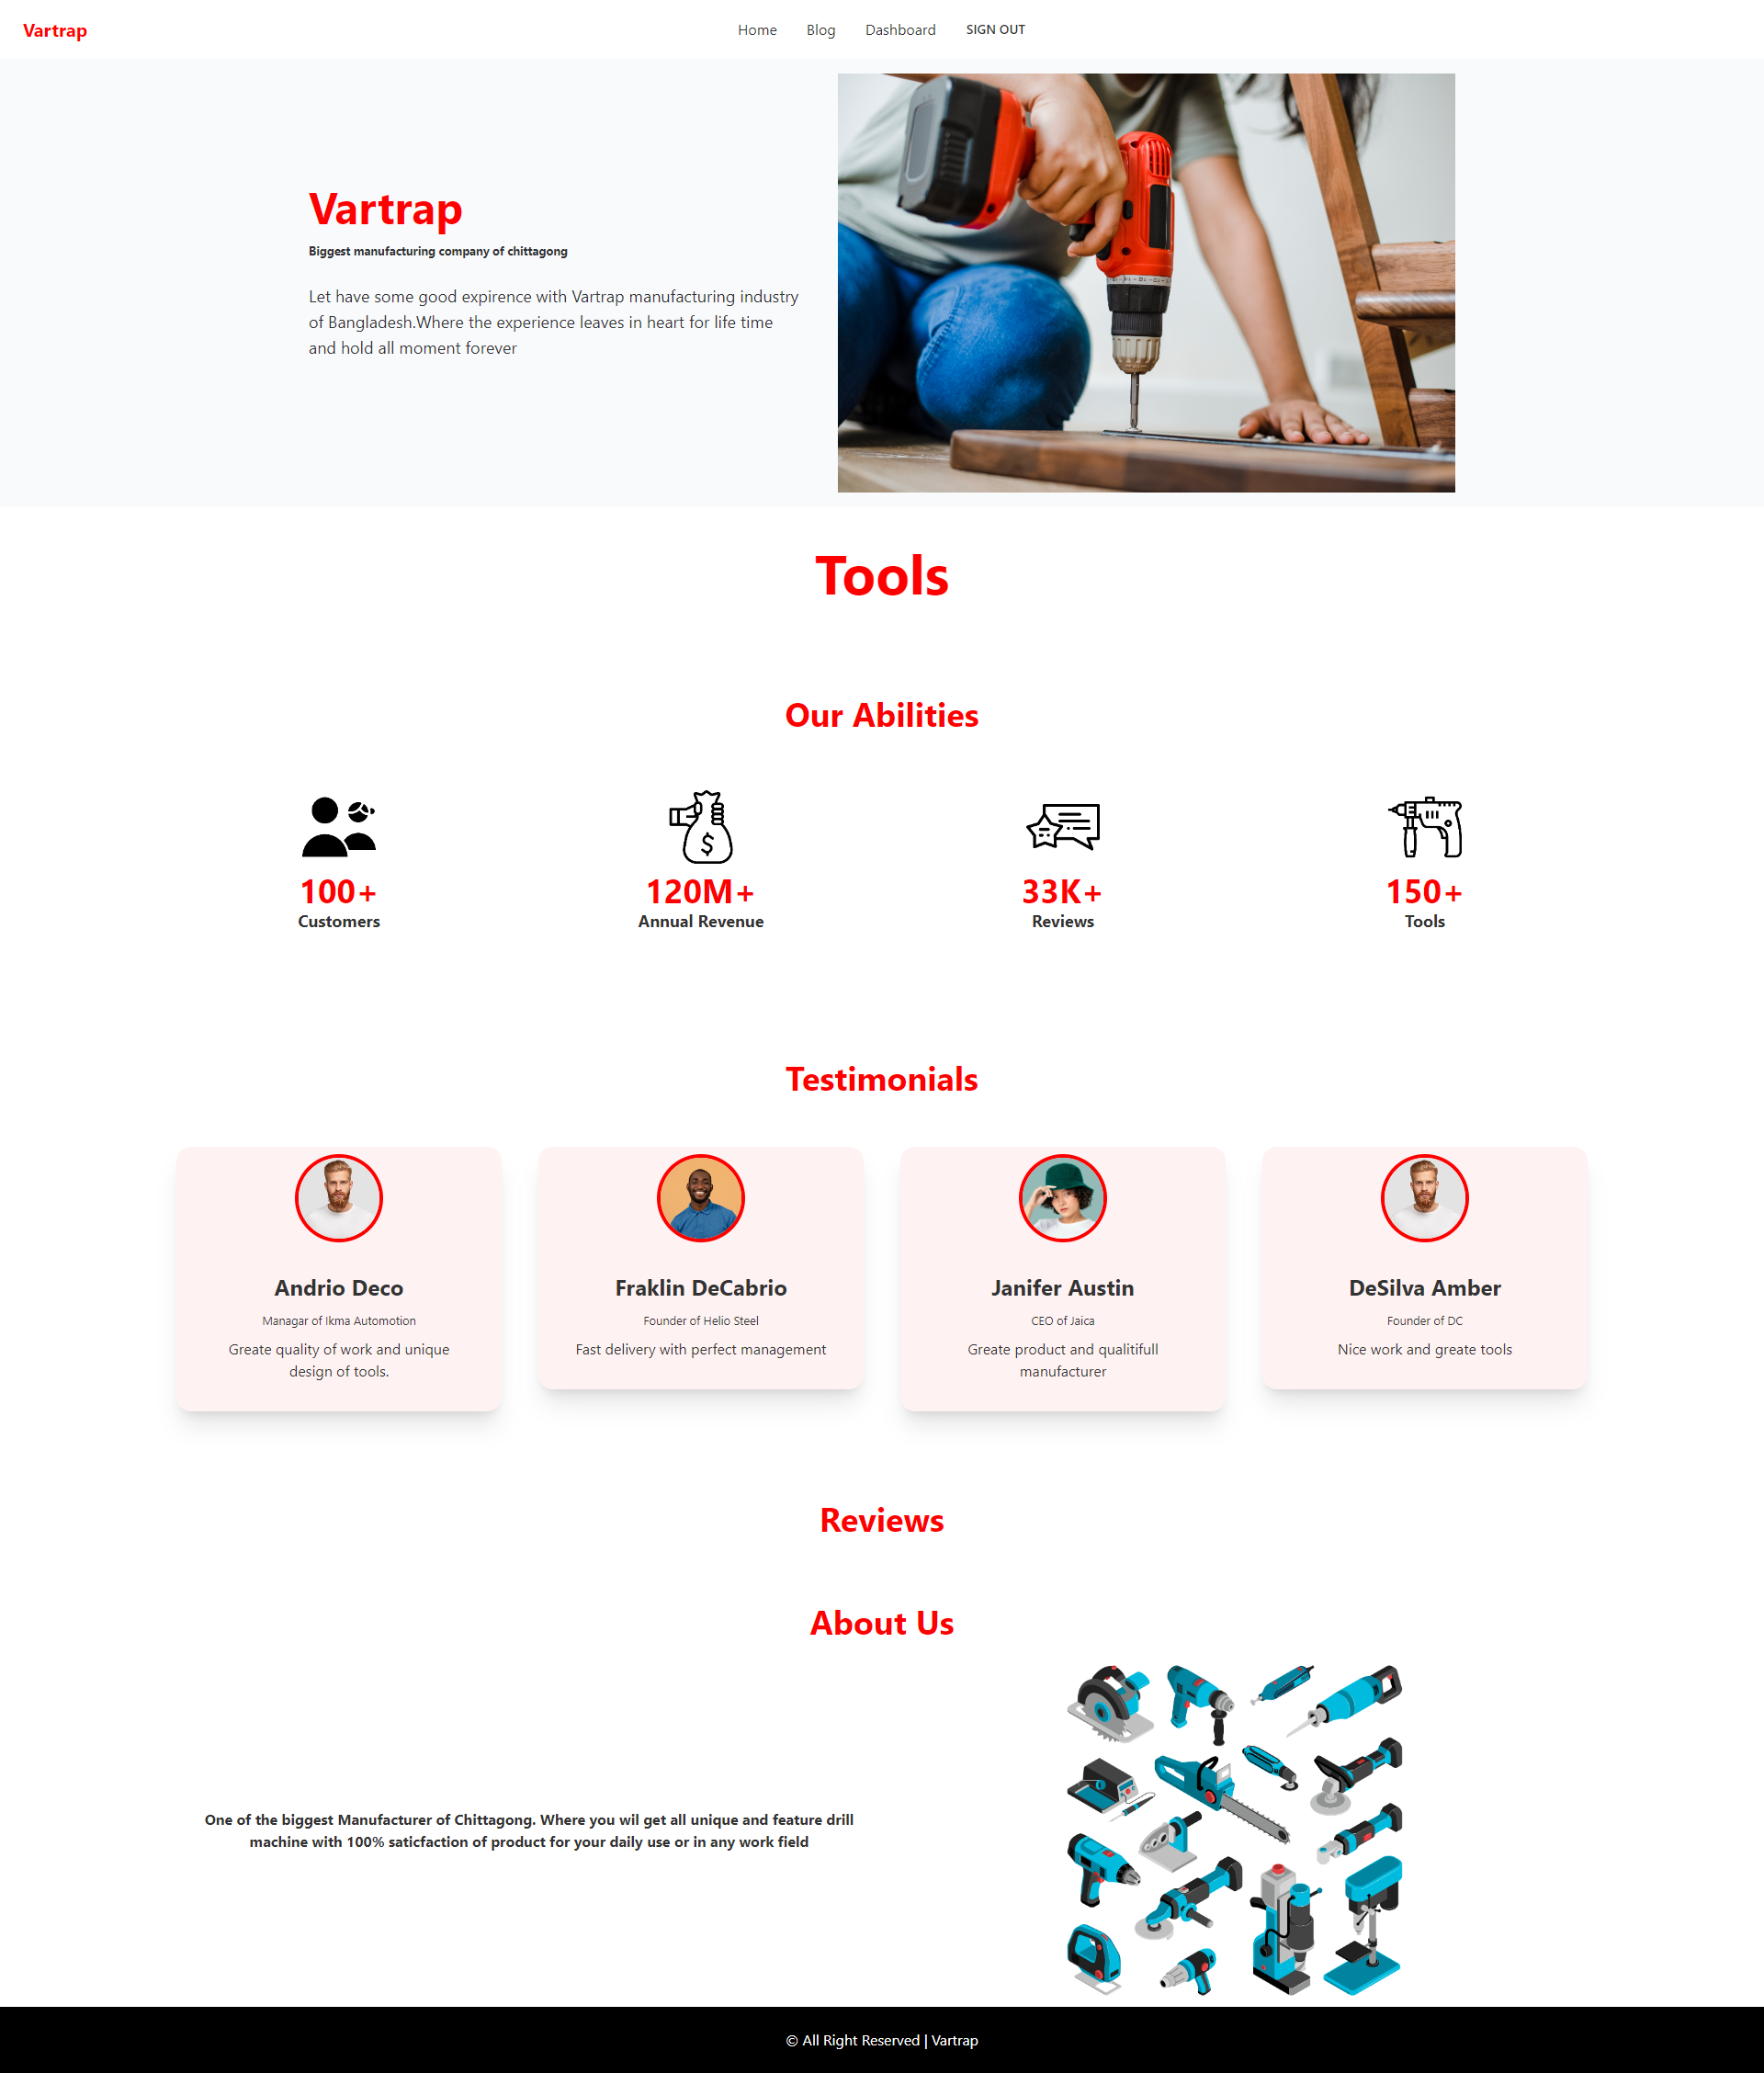 Vartrap
Home Blog Dashboard SIGN OUT
Vartrap
Biggest manufacturing company of chittagong
Let have some good expirence with Vartrap manufacturing industry
of Bangladesh.Where the experience leaves in heart for life time
and hold all moment forever
Tools
Our Abilities
100+
Customers
120M+
Annual Revenue
33K+
Reviews
150+
Tools
Testimonials
Andrio Deco
Managar of Ikma Automotion
Greate quality of work and unique
design of tools.
Fraklin DeCabrio
Founder of Helio Steel
Fast delivery with perfect management
Janifer Austin
CEO of Jaica
Greate product and qualitifull
manufacturer
DeSilva Amber
Founder of DC
Nice work and greate tools
Reviews
About Us
One of the biggest Manufacturer of Chittagong. Where you wil get all unique and feature drill
machine with 100% saticfaction of product for your daily use or in any work field
© All Right Reserved | Vartrap